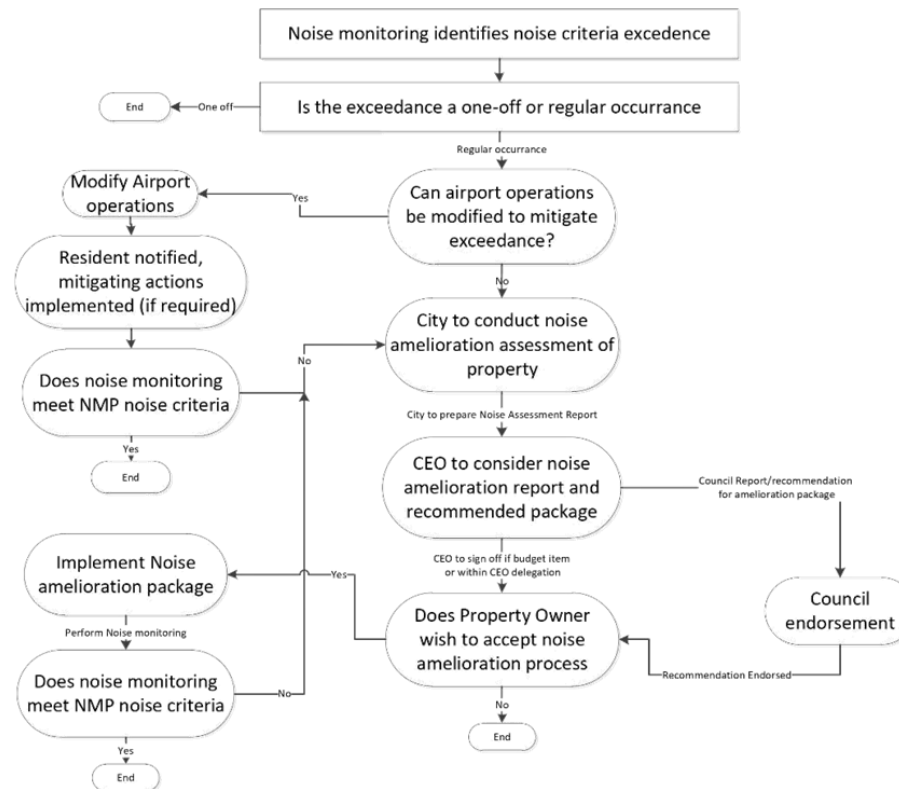 Noise monitoring identifies noise criteria excedence
Is the exceedance a one-off or regular occurrance
One off
End
Regular occurrance
Can airport operations
be modified to mitigate
exceedance?
Yes
Modify Airport
operations
Resident notified,
mitigating actions
implemented (if required)
Does noise monitoring
meet NMP noise criteria
No
Yes
End
No
City to conduct noise
amelioration assessment of
property
City to prepare Noise Assessment Report
CEO to consider noise
amelioration report and
recommended package
Council Report/recommendation
for amelioration package
Council
endorsement
Recommendation Endorsed
CEO to sign off if budget item
or within CEO delegation
Does Property Owner
wish to accept noise
amelioration process
No
End
Yes
Implement Noise
amelioration package
Perform Noise monitoring
Does noise monitoring
meet NMP noise criteria
No
Yes
End